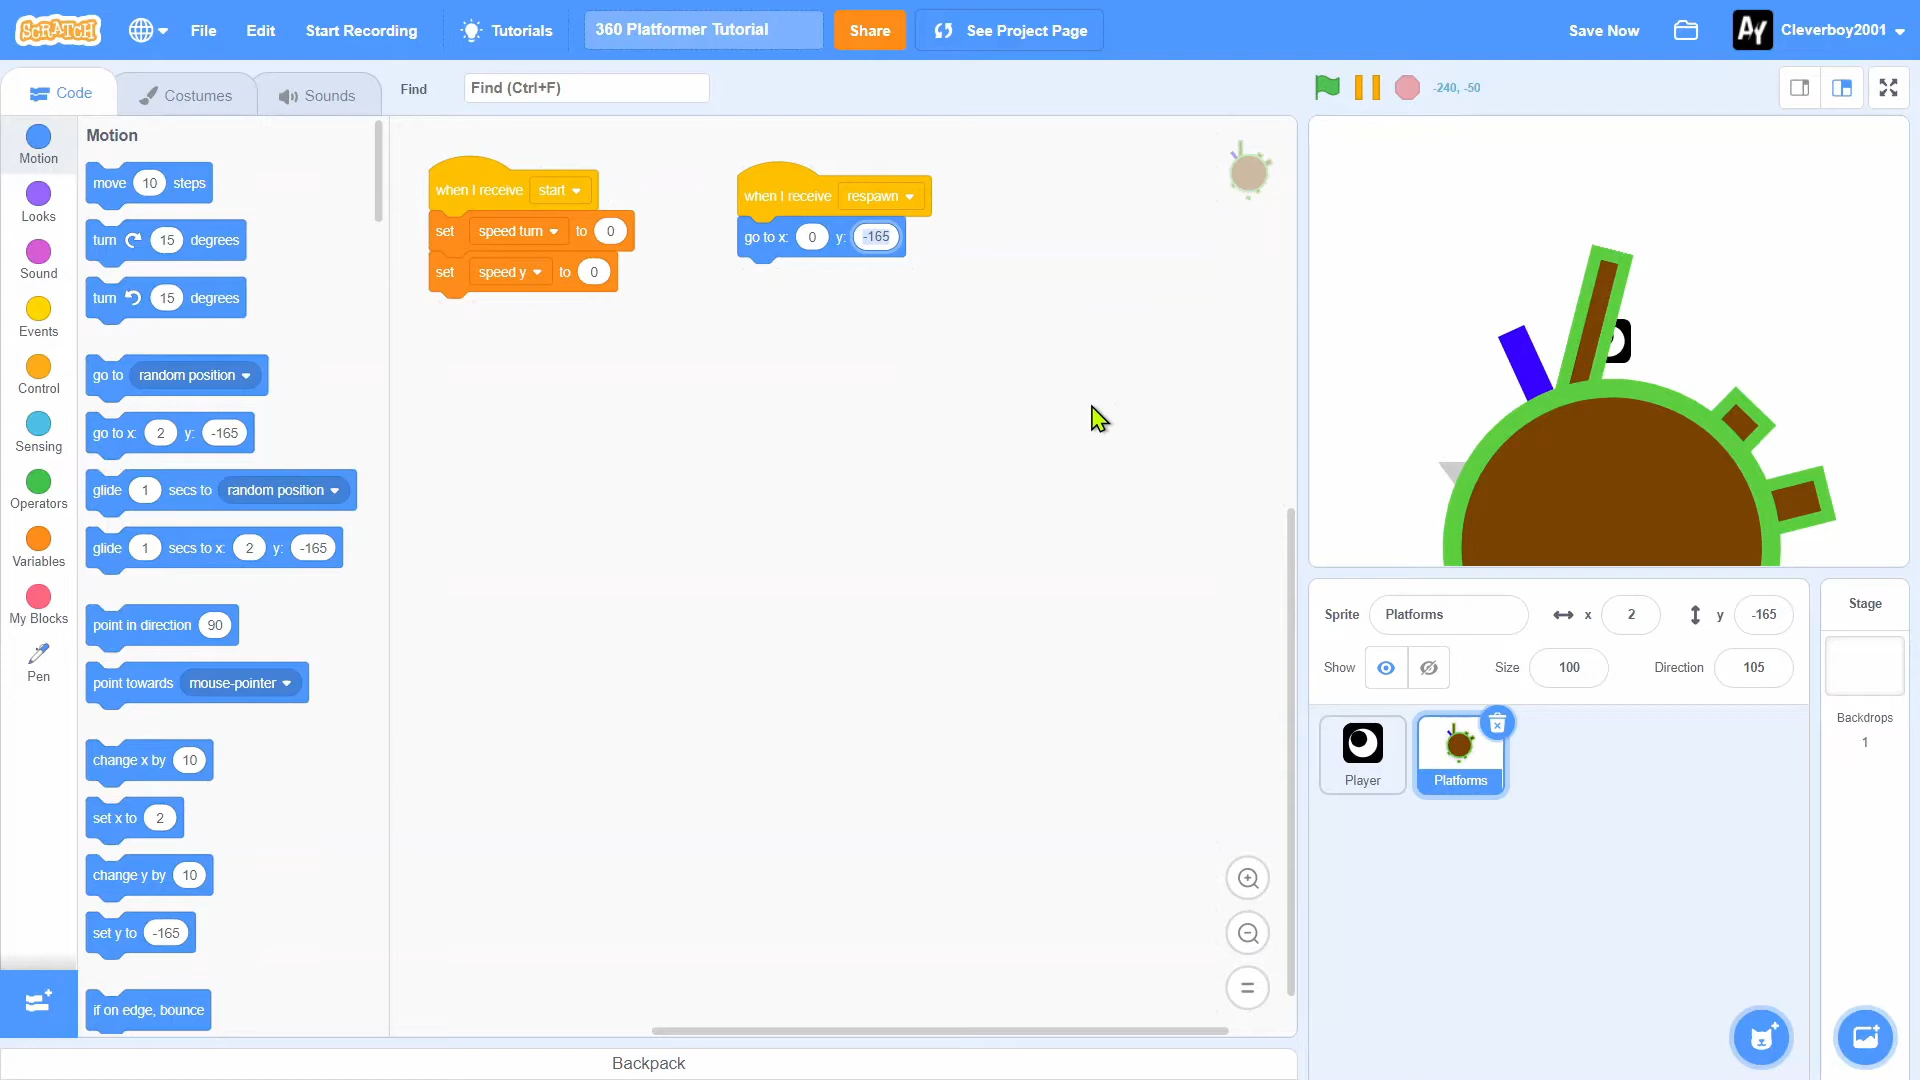 SCRATCH File Edit Start Recording Tutorials 360 Platformer Tutorial Share See Project Page Save Now Ay Cleverboy2001
Code Costumes Sounds Find Find (Ctrl+F) -240, -50
Motion
Looks
Sound
Events
Control
Sensing
Operators
Variables
My Blocks
Pen
Motion
move 10 steps
turn 15 degrees
turn 15 degrees
go to random position
go to x: 2 y: -165
glide 1 secs to random position
glide 1 secs to x: 2 y: -165
point in direction 90
point towards mouse-pointer
change x by 10
set x to 2
change y by 10
set y to -165
if on edge, bounce
when I receive start
set speed turn to 0
set speed y to 0
when I receive respawn
go to x: 0 y: -165
Sprite Platforms x 2 y -165
Show Size 100 Direction 105
Player
Platforms
Stage
Backdrops
1
Backpack